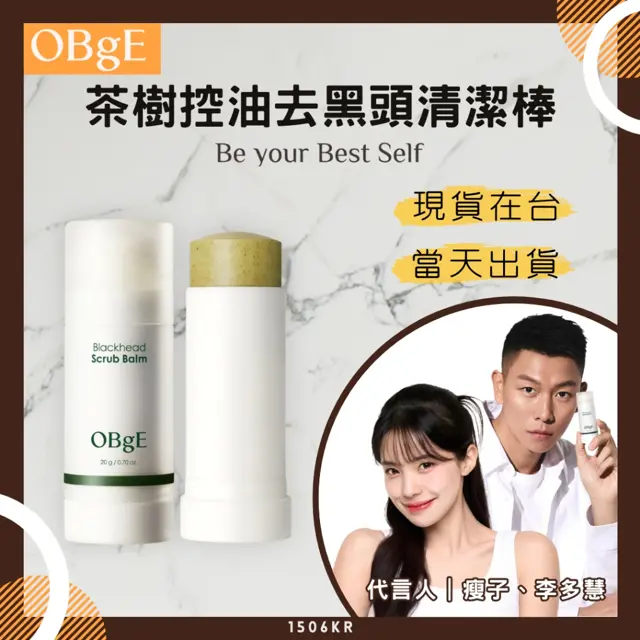 OBgE
茶樹控油去黑頭清潔棒
Be your Best Self
現貨在台
當天出貨
Blackhead
Scrub Balm
OBgE
20 g / 0.70 oz.
代言人｜瘦子、李多慧
1506KR